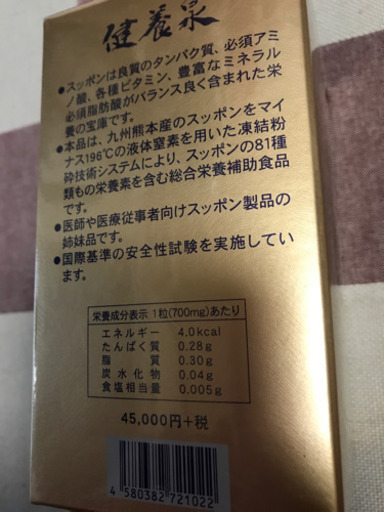 健養泉
●スッポンは良質のタンパク質、必須アミ
ノ酸、各種ビタミン、豊富なミネラル
必須脂肪酸がバランス良く含まれた栄
養の宝庫です。
●本品は、九州熊本産のスッポンをマイ
ナス196℃の液体窒素を用いた凍結粉
砕技術システムにより、スッポンの81種
類もの栄養素を含む総合栄養補助食品
です。
●医師や医療従事者向けスッポン製品の
姉妹品です。
●国際基準の安全性試験を実施してい
ます。
栄養成分表示 1粒(700mg)あたり
エネルギー 4.0kcal
たんぱく質 0.28g
脂質 0.30g
炭水化物 0.04g
食塩相当量 0.005g
45,000円+税
4 580382 721022